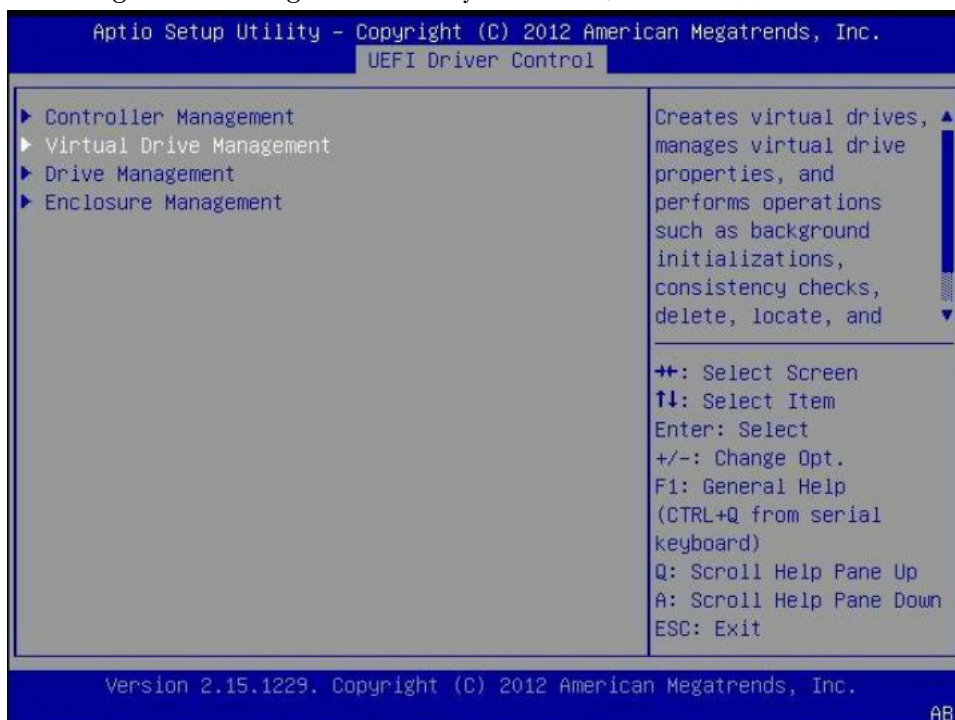 Aptio Setup Utility – Copyright (C) 2012 American Megatrends, Inc.
UEFI Driver Control
Controller Management
Virtual Drive Management
Drive Management
Enclosure Management
Creates virtual drives,
manages virtual drive
properties, and
performs operations
such as background
initializations,
consistency checks,
delete, locate, and
→←: Select Screen
↑↓: Select Item
Enter: Select
+/-: Change Opt.
F1: General Help
(CTRL+Q from serial
keyboard)
Q: Scroll Help Pane Up
A: Scroll Help Pane Down
ESC: Exit
Version 2.15.1229. Copyright (C) 2012 American Megatrends, Inc.
AB